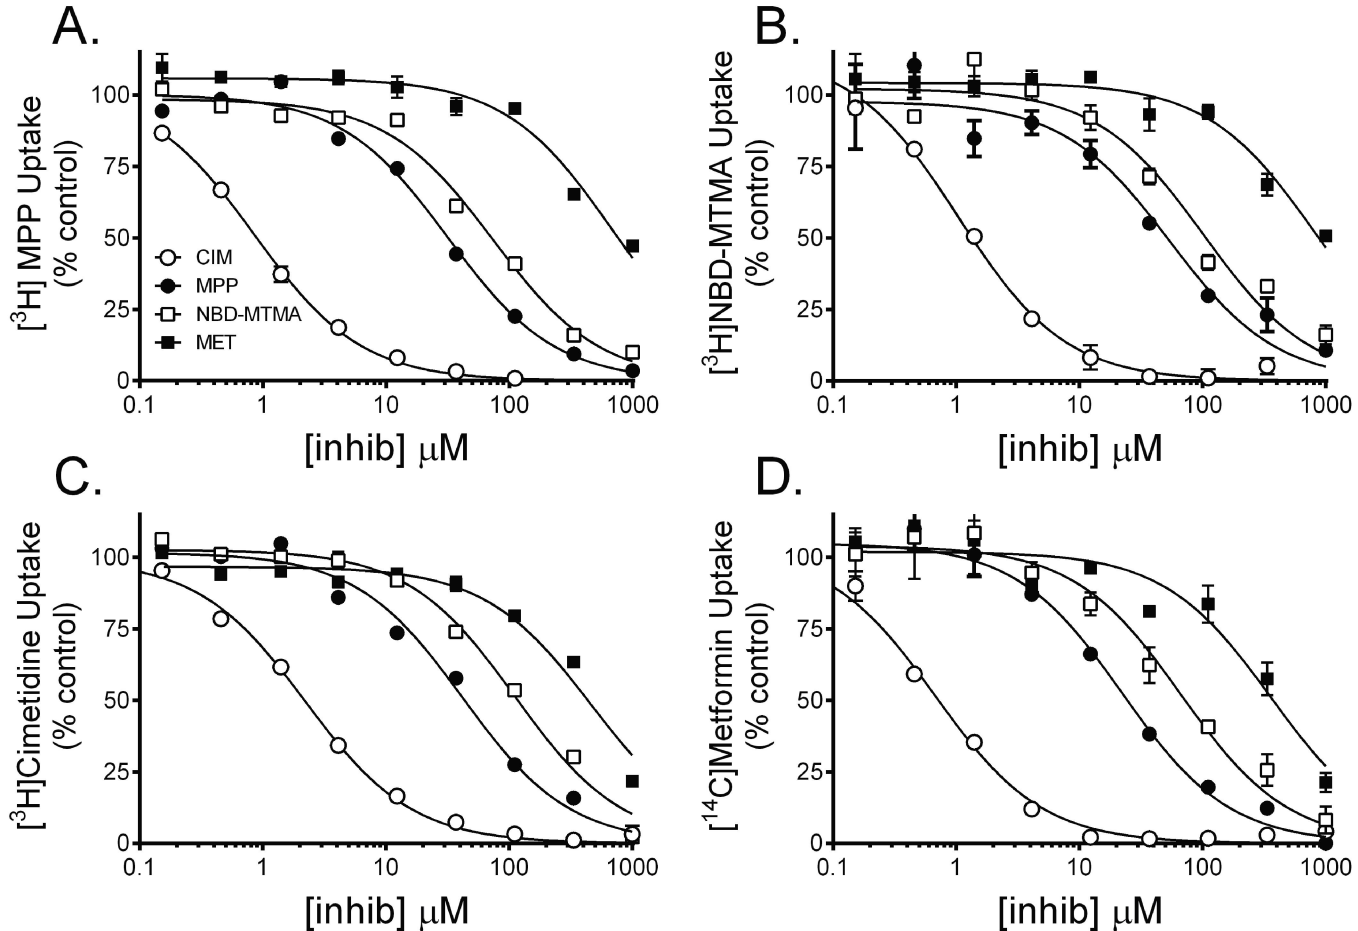 A.
[³H] MPP Uptake
(% control)
100
75
50
25
0
CIM
MPP
NBD-MTMA
MET
0.1 1 10 100 1000
[inhib] μM
B.
[³H]NBD-MTMA Uptake
(% control)
100
75
50
25
0
0.1 1 10 100 1000
[inhib] μM
C.
[³H]Cimetidine Uptake
(% control)
100
75
50
25
0
0.1 1 10 100 1000
[inhib] μM
D.
[¹⁴C]Metformin Uptake
(% control)
100
75
50
25
0
0.1 1 10 100 1000
[inhib] μM